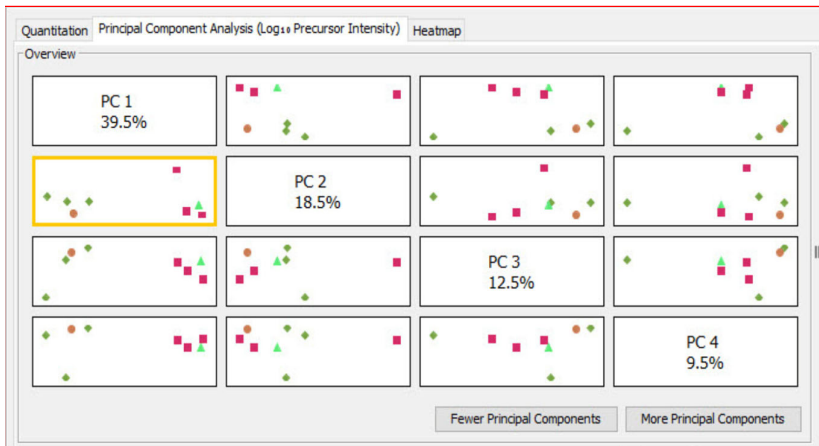 Quantitation Principal Component Analysis (Log₁₀ Precursor Intensity) Heatmap
Overview
PC 1
39.5%
PC 2
18.5%
PC 3
12.5%
PC 4
9.5%
Fewer Principal Components More Principal Components